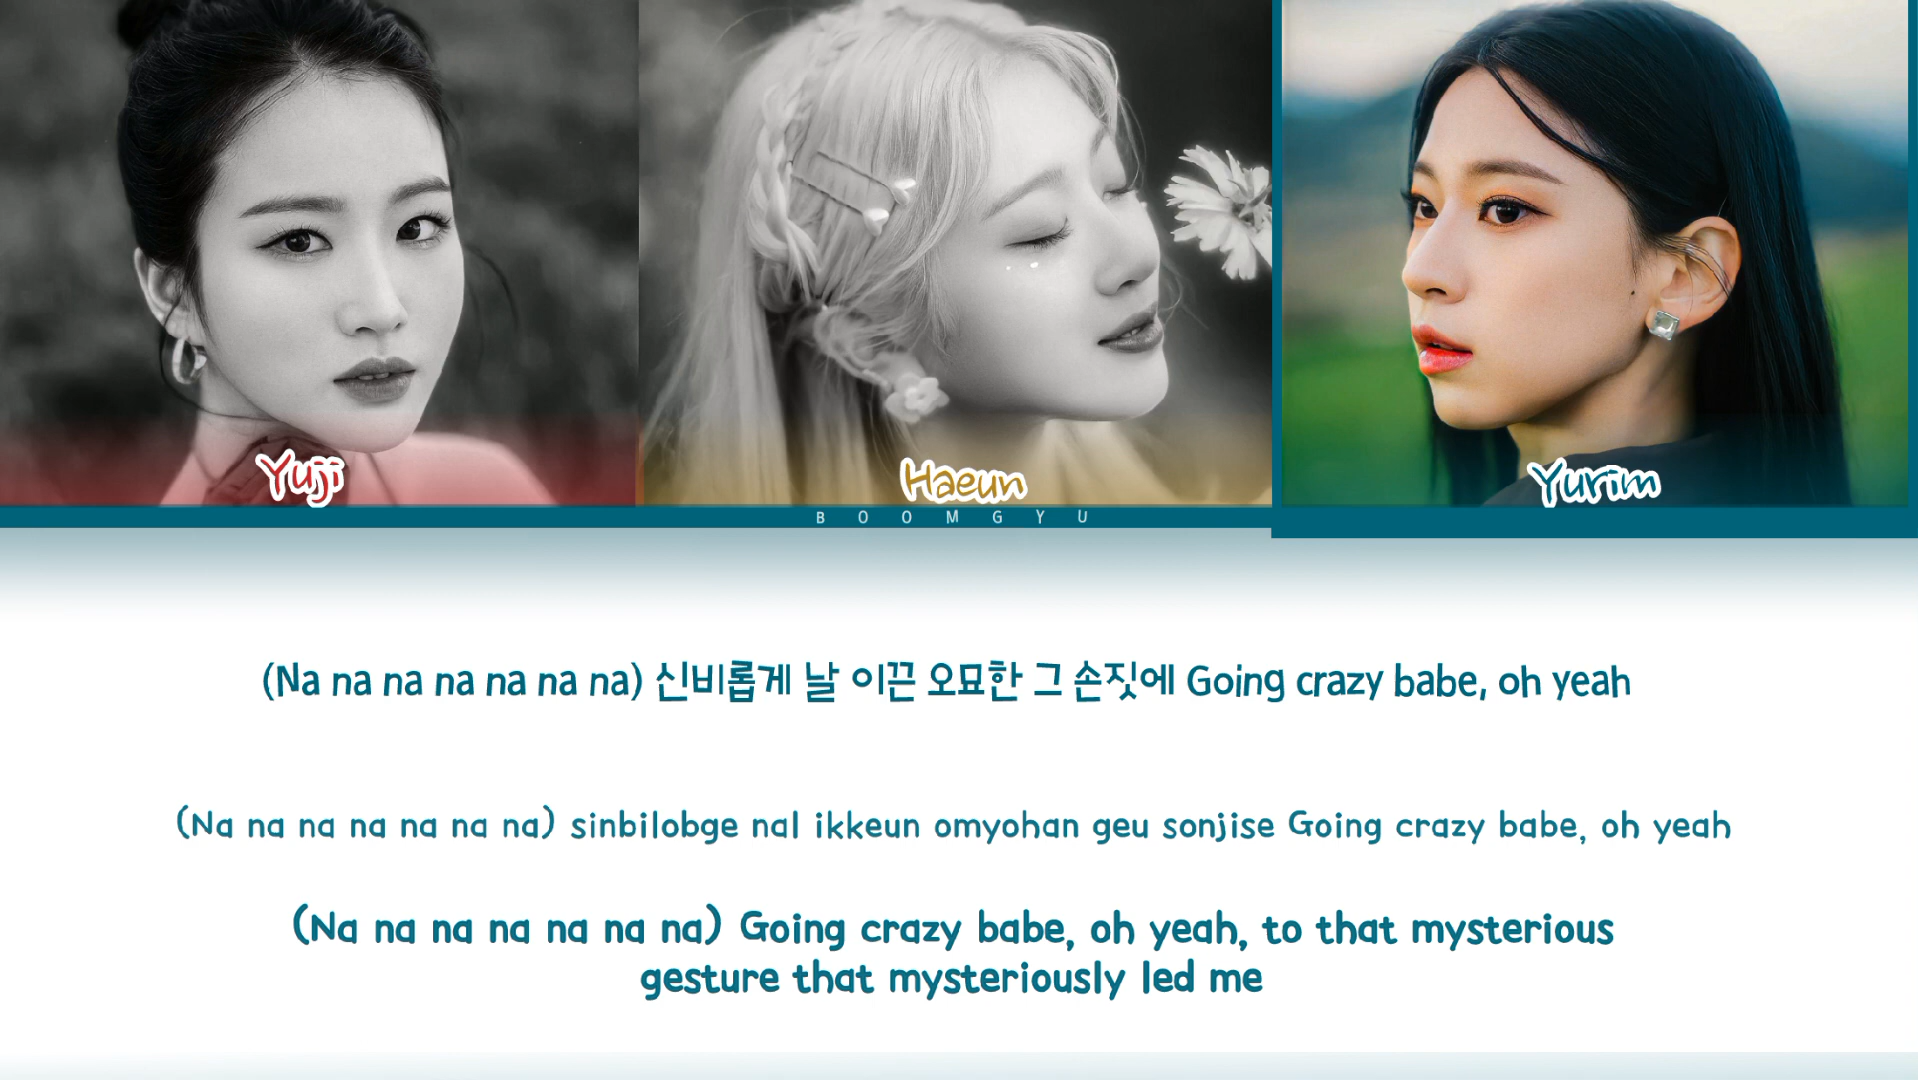 Yuji
Haeun
Yurim
BOOMGYU
(Na na na na na na na) 신비롭게 날 이끈 오묘한 그 손짓에 Going crazy babe, oh yeah
(Na na na na na na na) sinbilobge nal ikkeun omyohan geu sonjise Going crazy babe, oh yeah
(Na na na na na na na) Going crazy babe, oh yeah, to that mysterious
gesture that mysteriously led me